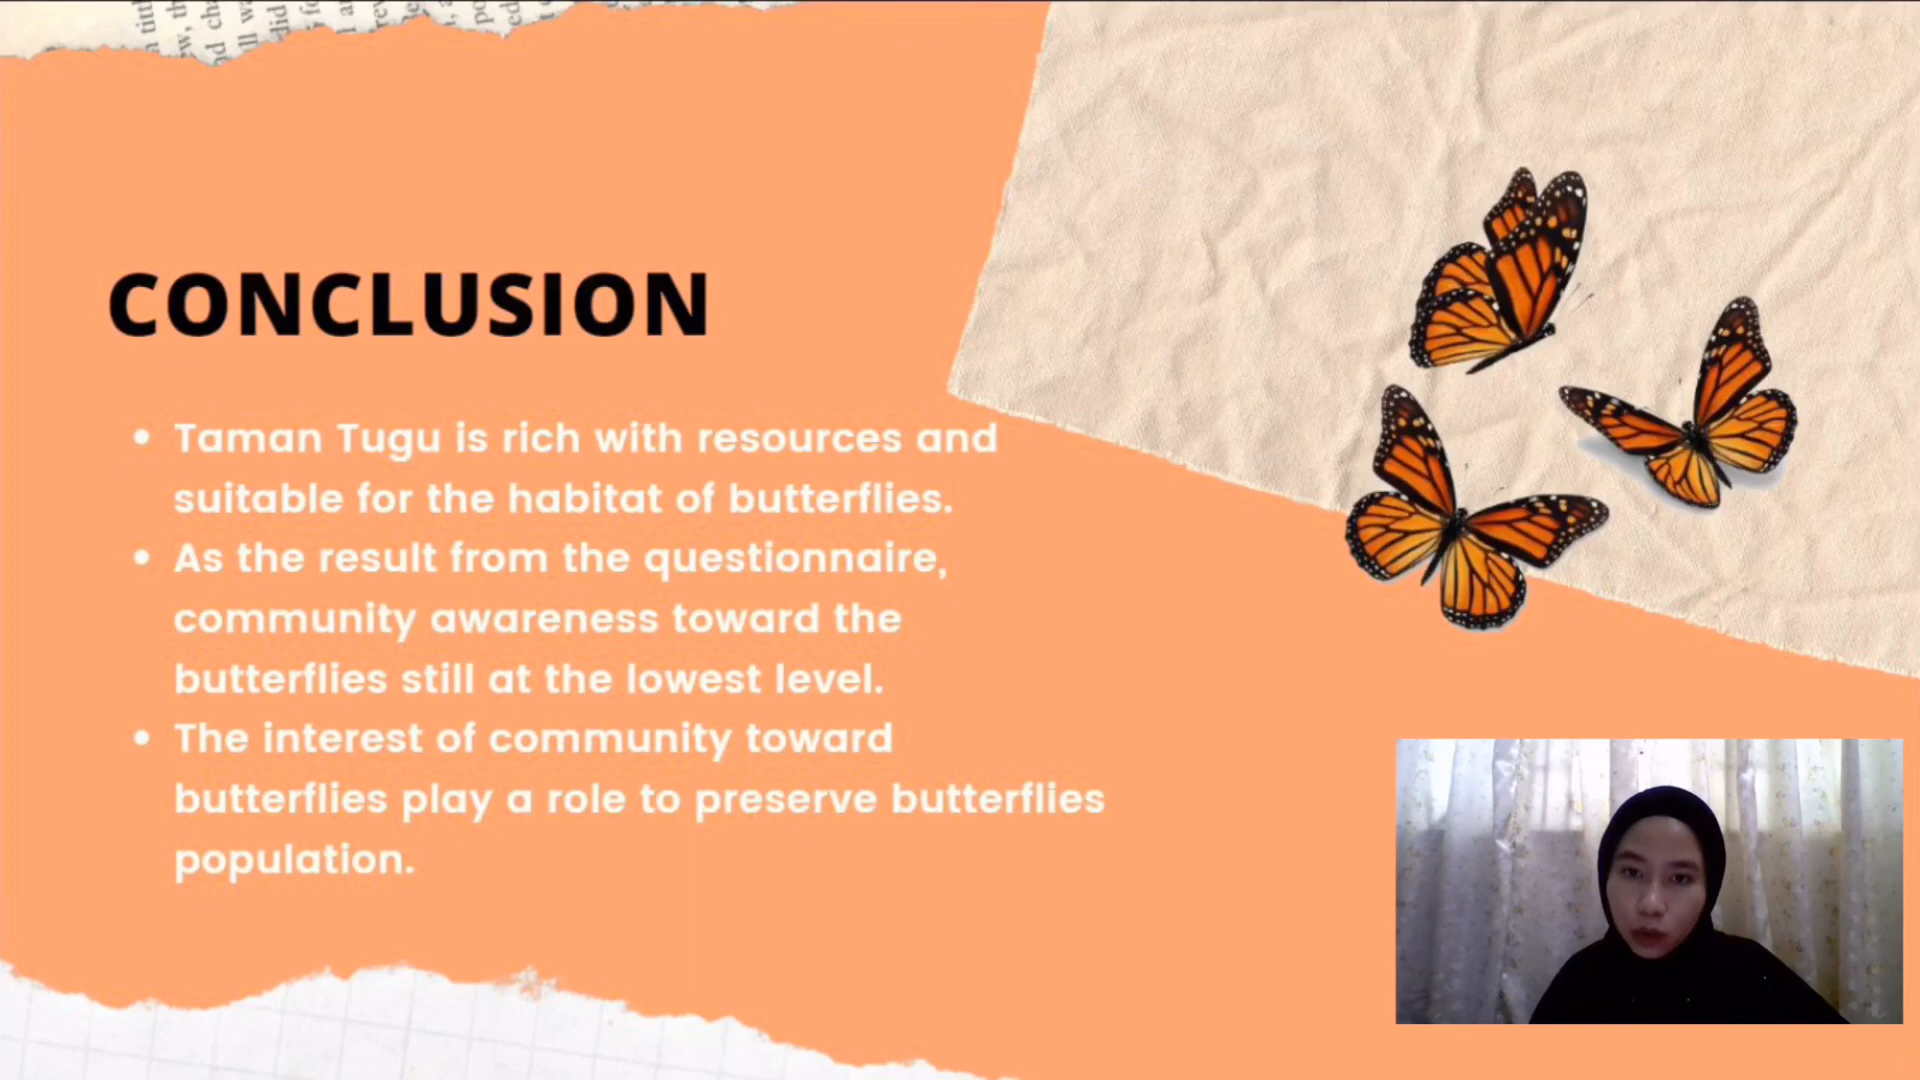 CONCLUSION
• Taman Tugu is rich with resources and
suitable for the habitat of butterflies.
• As the result from the questionnaire,
community awareness toward the
butterflies still at the lowest level.
• The interest of community toward
butterflies play a role to preserve butterflies
population.